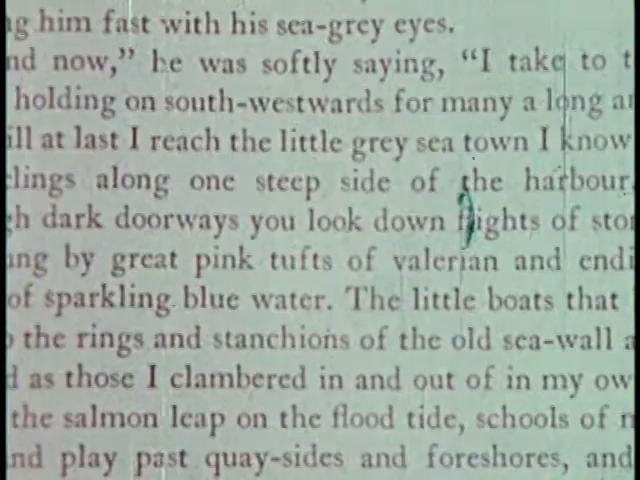 g him fast with his sea-grey eyes.
nd now,” he was softly saying, “I take to t
holding on south-westwards for many a long a
ill at last I reach the little grey sea town I know
lings along one steep side of the harbour
h dark doorways you look down flights of sto
ng by great pink tufts of valerian and endi
of sparkling blue water. The little boats that
the rings and stanchions of the old sea-wall a
d as those I clambered in and out of in my ow
the salmon leap on the flood tide, schools of
nd play past quay-sides and foreshores, and